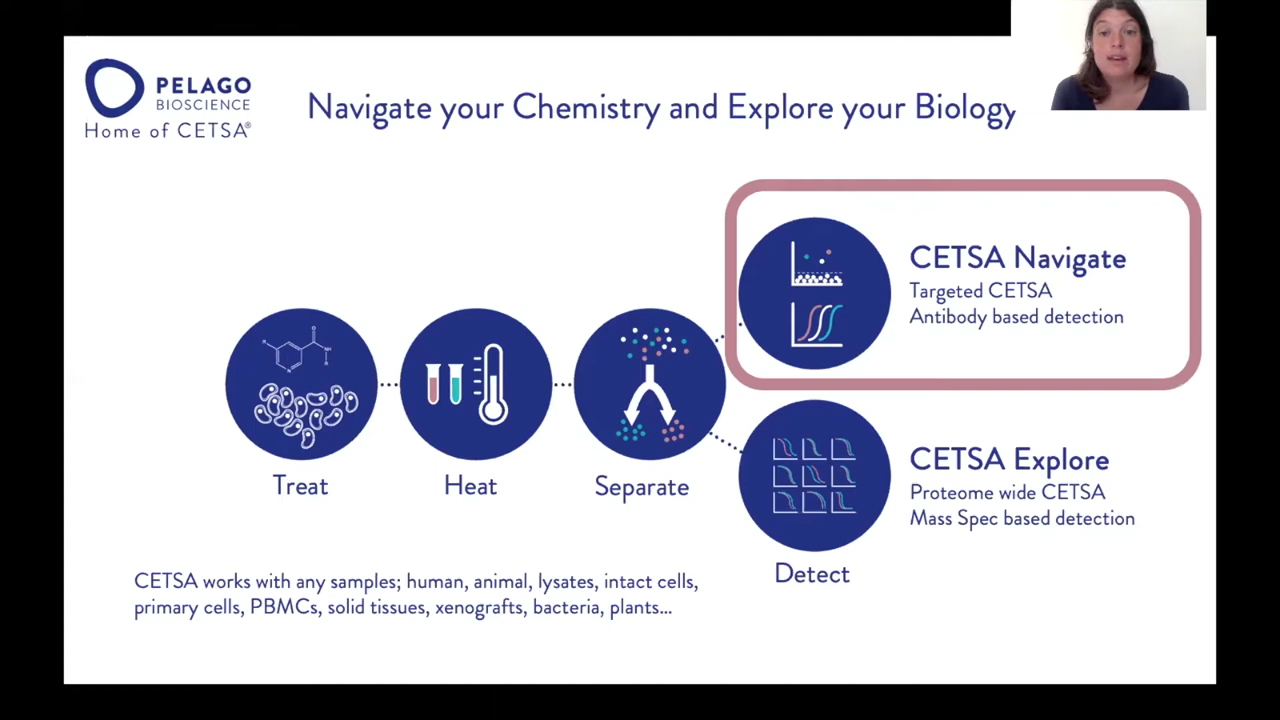 PELAGO
BIOSCIENCE
Home of CETSA®
Navigate your Chemistry and Explore your Biology
CETSA Navigate
Targeted CETSA
Antibody based detection
Treat
Heat
Separate
CETSA Explore
Proteome wide CETSA
Mass Spec based detection
Detect
CETSA works with any samples; human, animal, lysates, intact cells,
primary cells, PBMCs, solid tissues, xenografts, bacteria, plants...